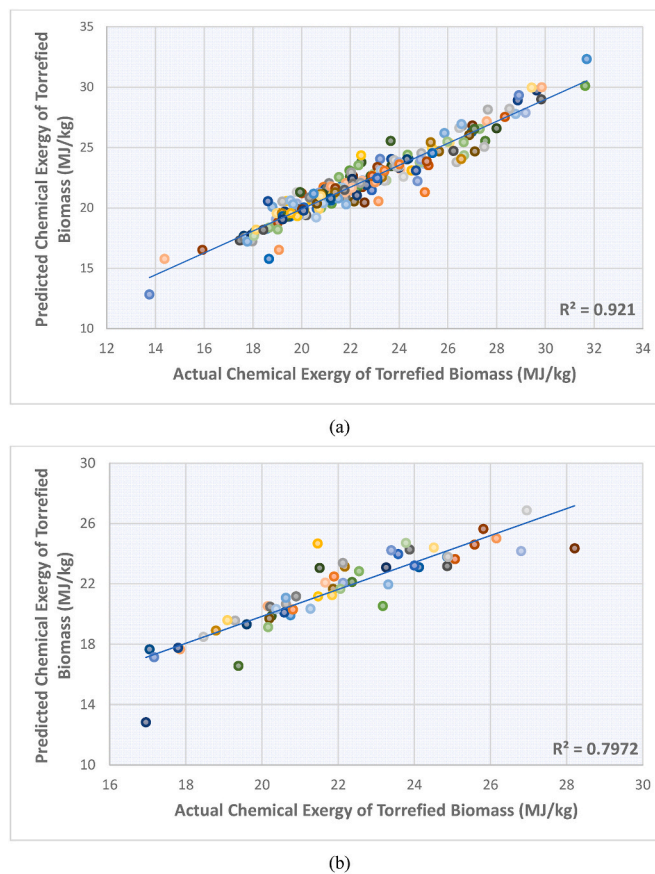 Predicted Chemical Exergy of Torrefied
Biomass (MJ/kg)
35
30
25
20
15
10
R² = 0.921
12 14 16 18 20 22 24 26 28 30 32 34
Actual Chemical Exergy of Torrefied Biomass (MJ/kg)
(a)
Predicted Chemical Exergy of Torrefied
Biomass (MJ/kg)
30
26
22
18
14
10
R² = 0.7972
16 18 20 22 24 26 28 30
Actual Chemical Exergy of Torrefied Biomass (MJ/kg)
(b)